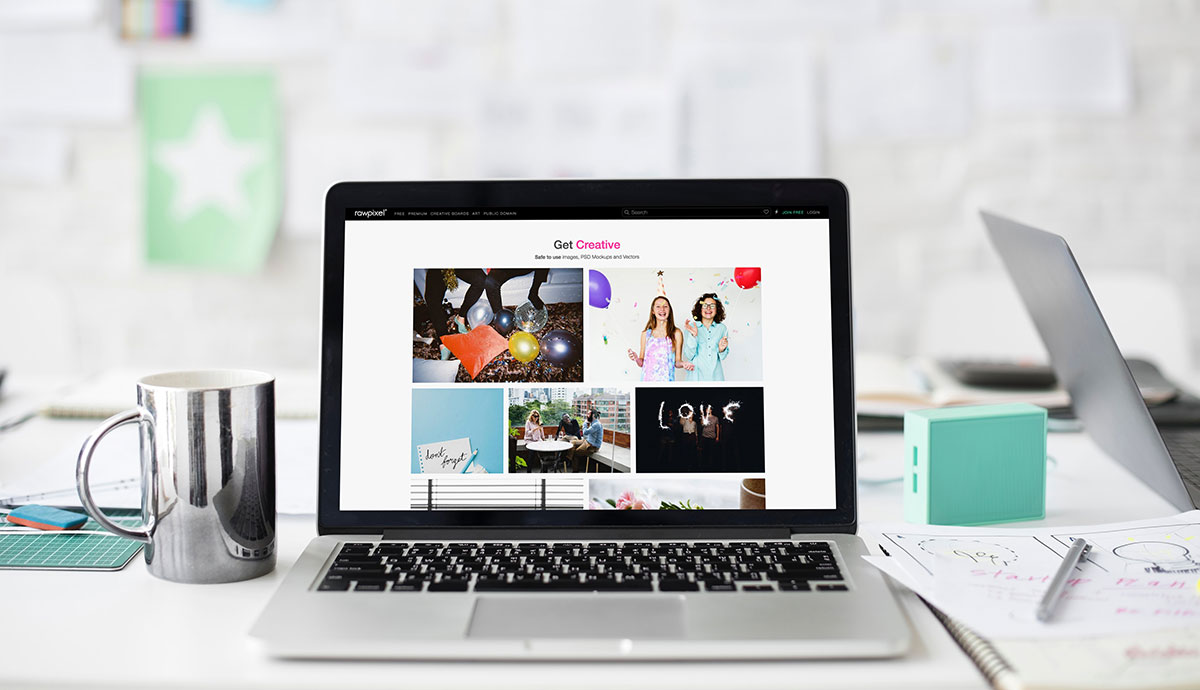 rawpixel
FREE PREMIUM CREATIVE BOARDS ART PUBLIC DOMAIN
Search
JOIN FREE LOGIN
Get Creative
Safe to use images, PSD Mockups and Vectors
don't forget
LOVE
Startup Plan